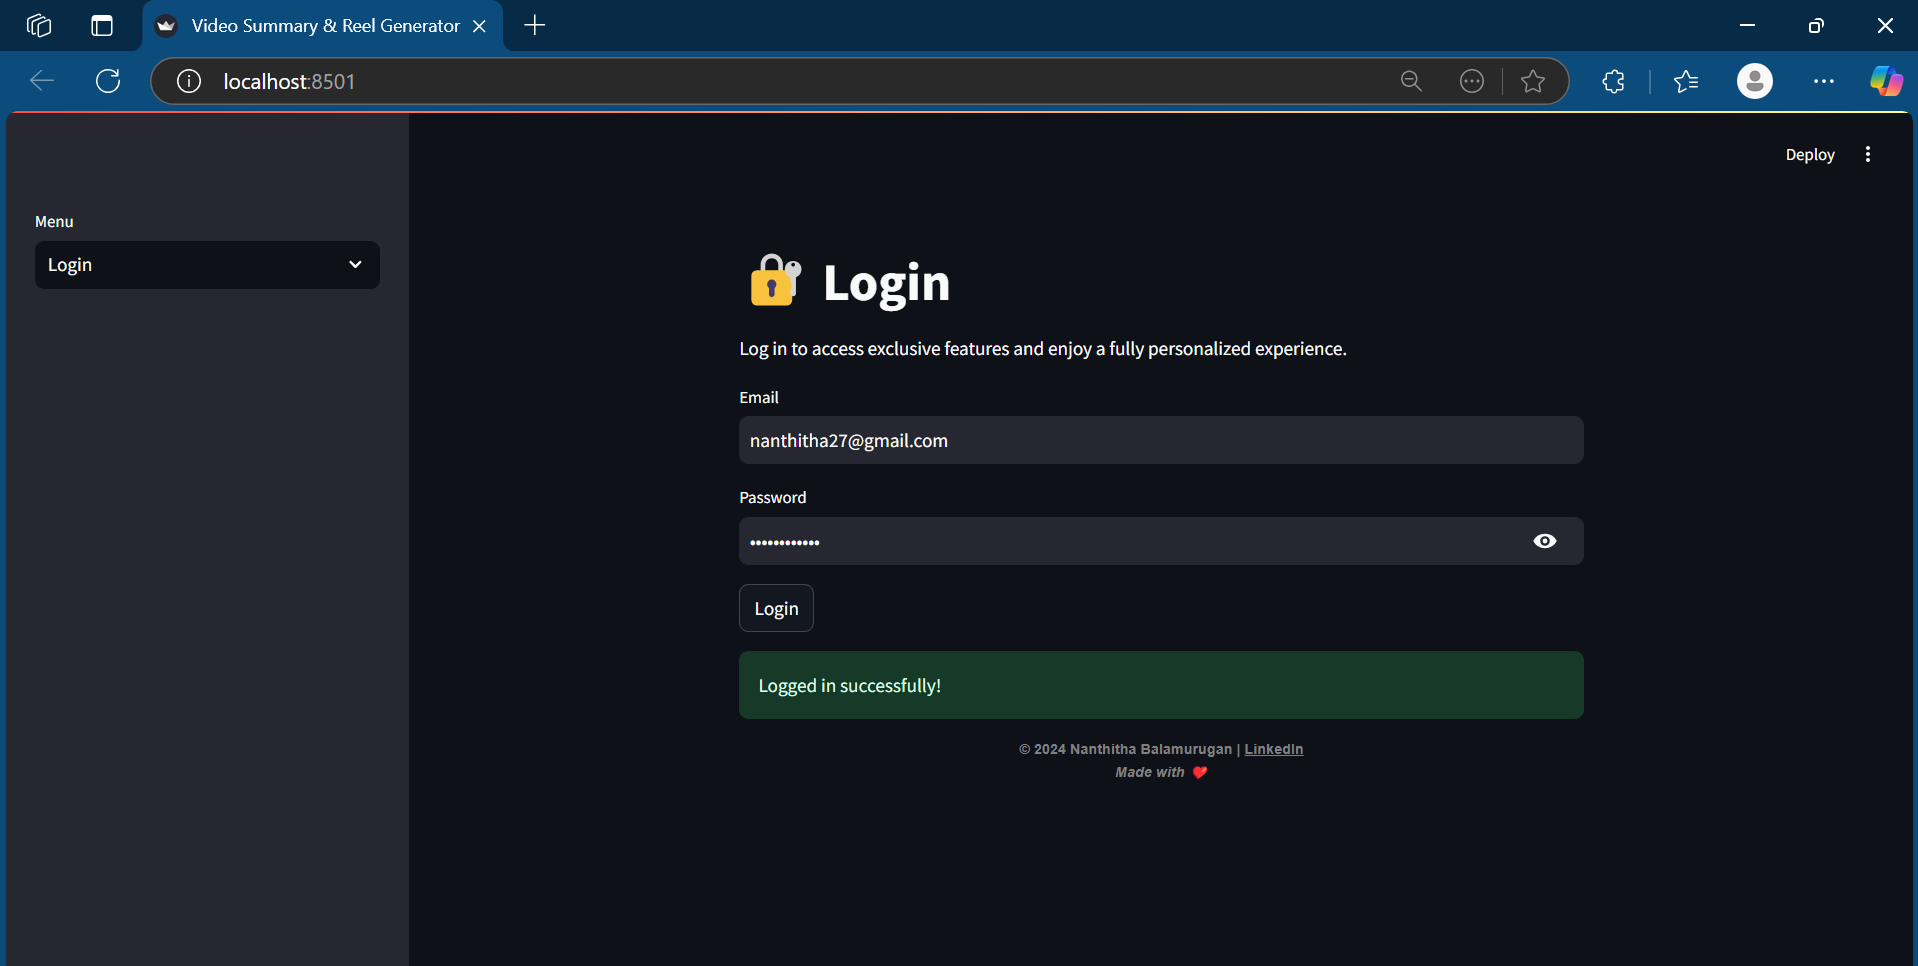 Video Summary & Reel Generator
localhost:8501
Deploy
Menu
Login
Login
Log in to access exclusive features and enjoy a fully personalized experience.
Email
nanthitha27@gmail.com
Password
••••••••••••
Login
Logged in successfully!
© 2024 Nanthitha Balamurugan | LinkedIn
Made with ❤️